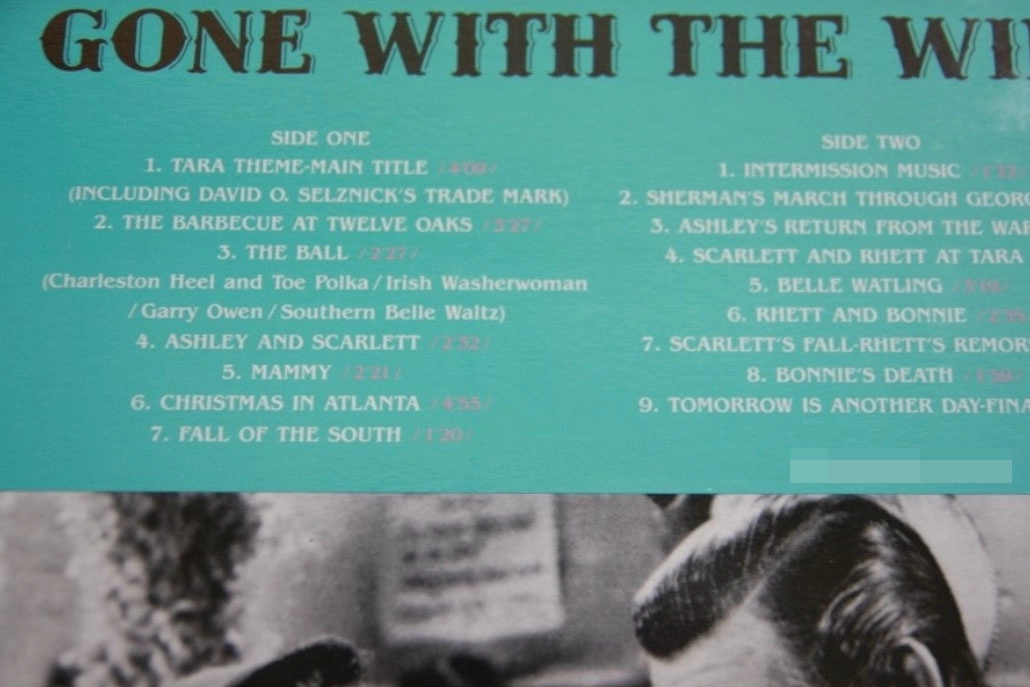 GONE WITH THE WI
SIDE ONE
1. TARA THEME-MAIN TITLE /4'09/
(INCLUDING DAVID O. SELZNICK'S TRADE MARK)
2. THE BARBECUE AT TWELVE OAKS /3'27/
3. THE BALL /2'27/
(Charleston Heel and Toe Polka/Irish Washerwoman
/Garry Owen/Southern Belle Waltz)
4. ASHLEY AND SCARLETT /2'32/
5. MAMMY /2'21/
6. CHRISTMAS IN ATLANTA /4'55/
7. FALL OF THE SOUTH /1'20/
SIDE TWO
1. INTERMISSION MUSIC
2. SHERMAN'S MARCH THROUGH GEOR
3. ASHLEY'S RETURN FROM THE WAR
4. SCARLETT AND RHETT AT TARA
5. BELLE WATLING
6. RHETT AND BONNIE
7. SCARLETT'S FALL-RHETT'S REMOR
8. BONNIE'S DEATH
9. TOMORROW IS ANOTHER DAY-FINA